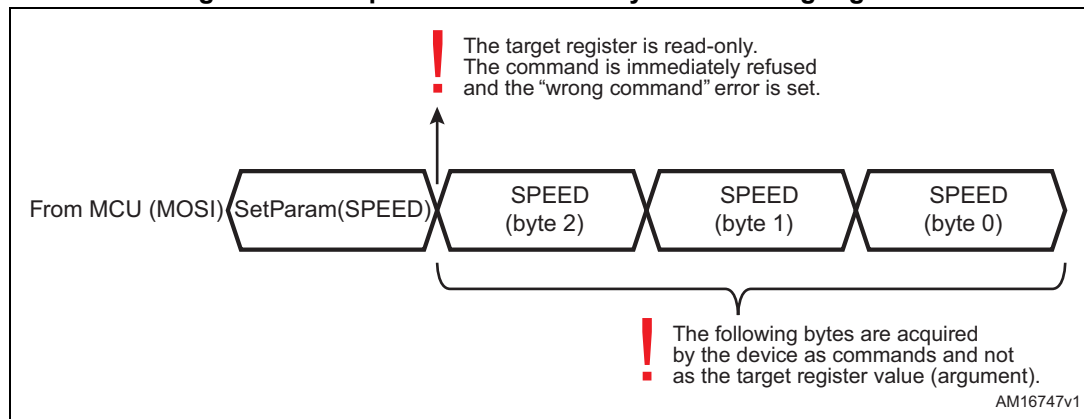 The target register is read-only.
The command is immediately refused
and the “wrong command” error is set.
From MCU (MOSI)
SetParam(SPEED)
SPEED
(byte 2)
SPEED
(byte 1)
SPEED
(byte 0)
The following bytes are acquired
by the device as commands and not
as the target register value (argument).
AM16747v1